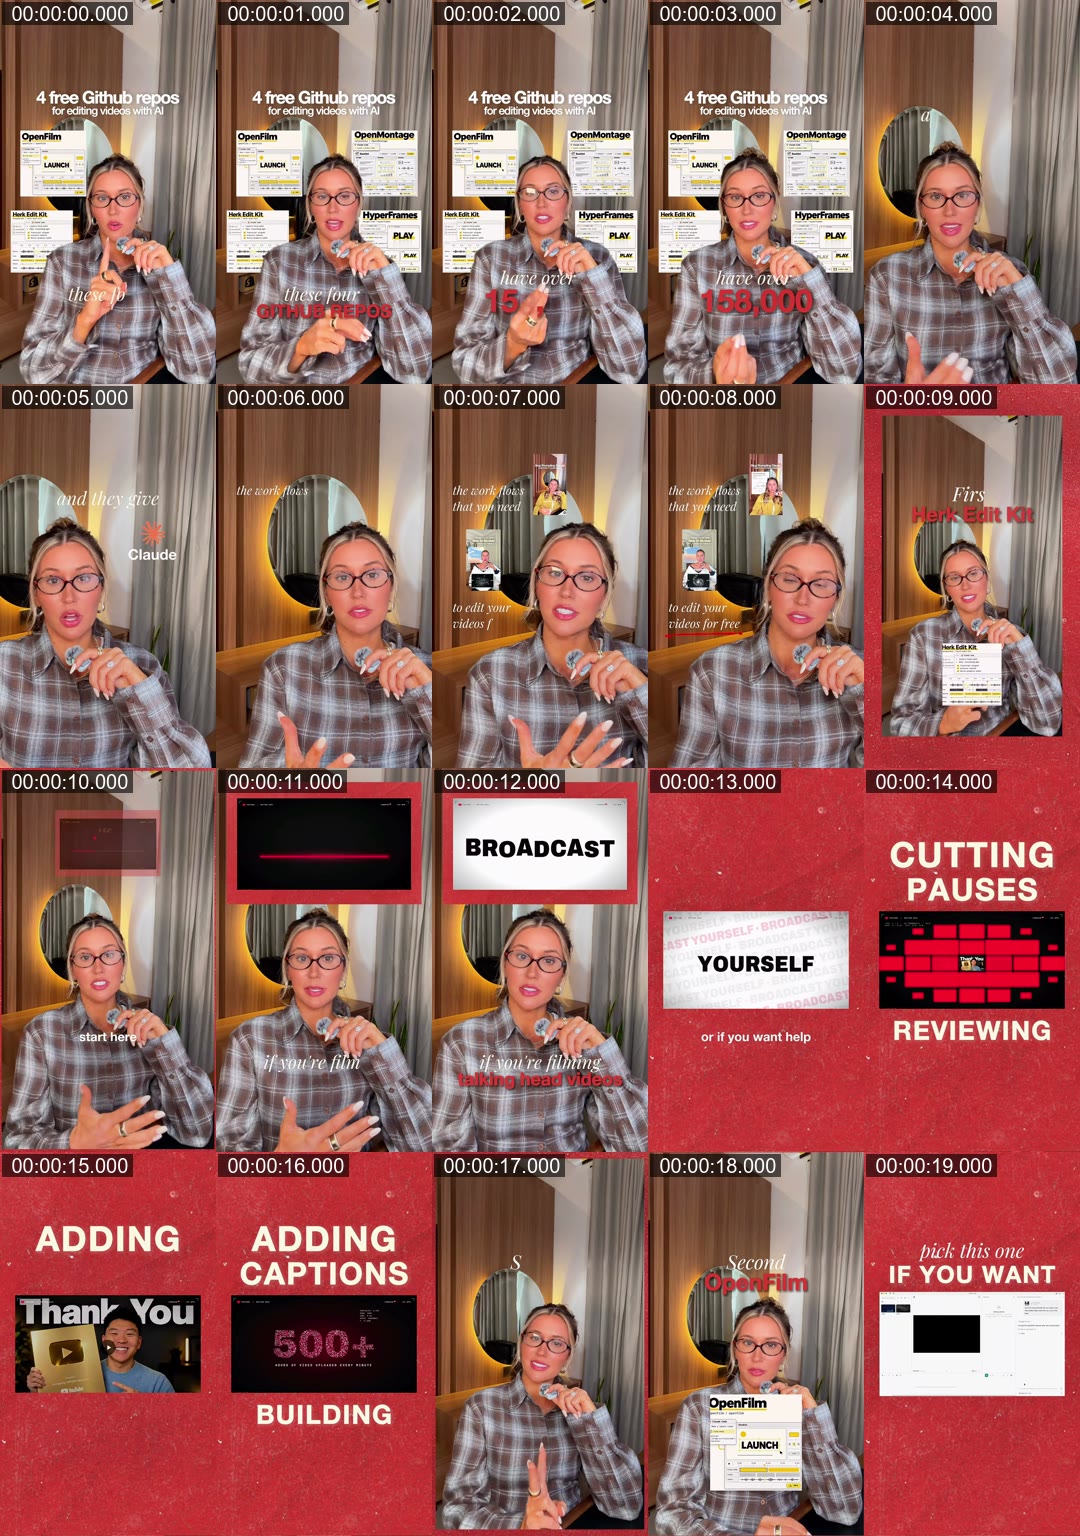 00:00:00.000
4 free Github repos
for editing videos with AI
OpenFilm
LAUNCH
Herk Edit Kit
these fo
00:00:01.000
4 free Github repos
for editing videos with AI
OpenFilm
OpenMontage
LAUNCH
Herk Edit Kit
HyperFrames
PLAY
these four
GITHUB REPOS
00:00:02.000
4 free Github repos
for editing videos with AI
OpenFilm
OpenMontage
LAUNCH
Herk Edit Kit
HyperFrames
PLAY
have over
15
00:00:03.000
4 free Github repos
for editing videos with AI
OpenFilm
OpenMontage
LAUNCH
Herk Edit Kit
HyperFrames
PLAY
have over
158,000
00:00:04.000
a
00:00:05.000
and they give
Claude
00:00:06.000
the work flows
00:00:07.000
the work flows
that you need
to edit your
videos f
00:00:08.000
the work flows
that you need
to edit your
videos for free
00:00:09.000
Firs
Herk Edit Kit
Herk Edit Kit
00:00:10.000
start here
00:00:11.000
if you're film
00:00:12.000
BROADCAST
if you're filming
talking head videos
00:00:13.000
YOURSELF
or if you want help
00:00:14.000
CUTTING
PAUSES
Thank You
REVIEWING
00:00:15.000
ADDING
Thank You
00:00:16.000
ADDING
CAPTIONS
500+
HOURS OF VIDEO UPLOADED EVERY MINUTE
BUILDING
00:00:17.000
S
00:00:18.000
Second
OpenFilm
OpenFilm
LAUNCH
00:00:19.000
pick this one
IF YOU WANT